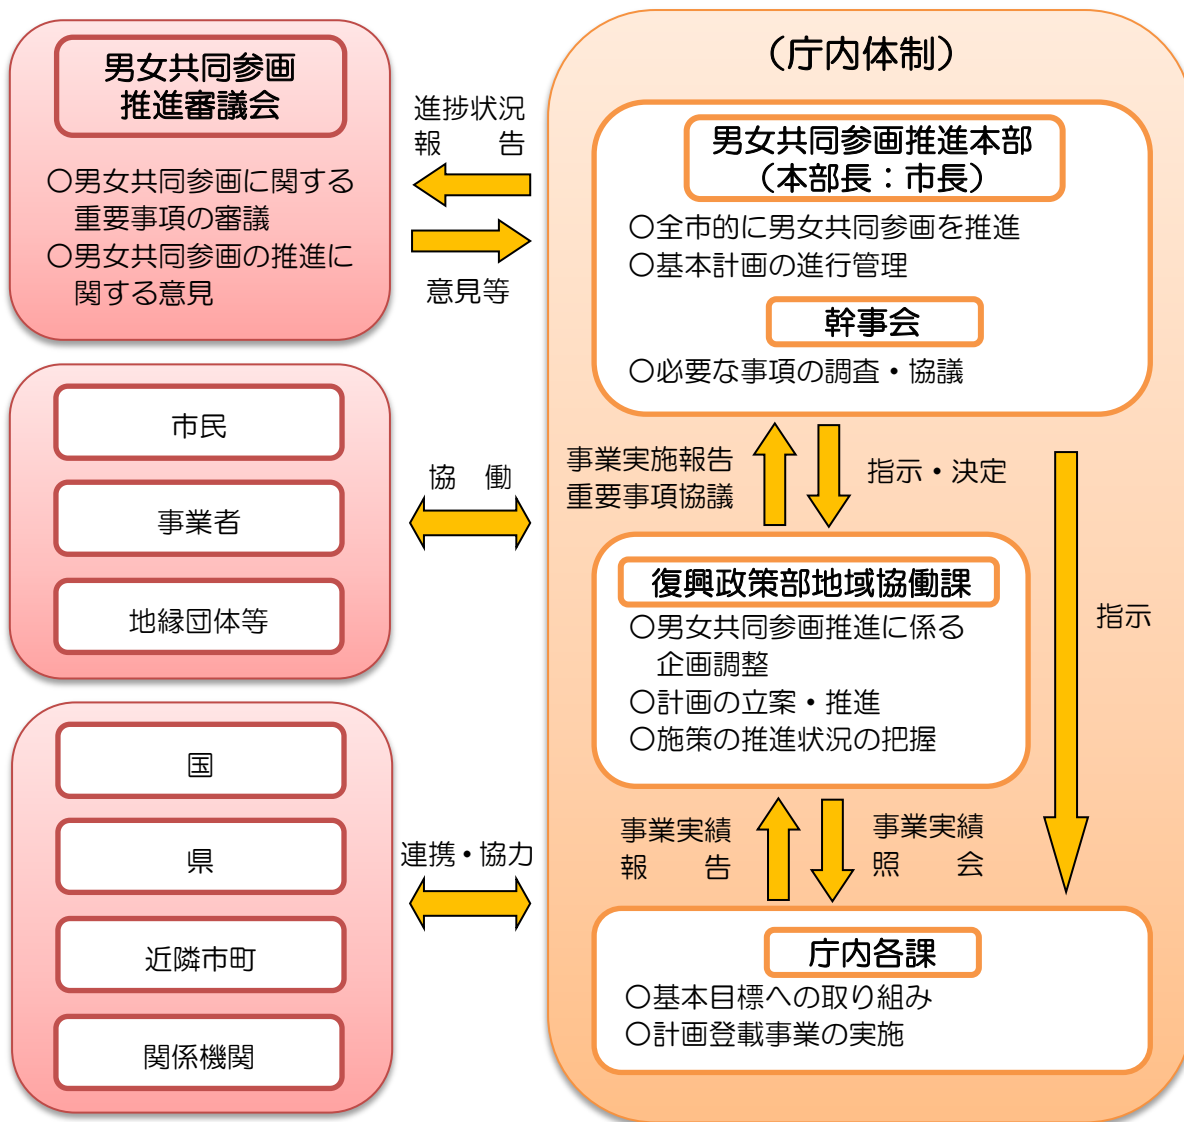 男女共同参画
推進審議会
○男女共同参画に関する
重要事項の審議
○男女共同参画の推進に
関する意見
進捗状況
報　　告
意見等
市民
事業者
地縁団体等
協　働
国
県
近隣市町
関係機関
連携・協力
（庁内体制）
男女共同参画推進本部
（本部長：市長）
○全市的に男女共同参画を推進
○基本計画の進行管理
幹事会
○必要な事項の調査・協議
事業実施報告
重要事項協議
指示・決定
指示
復興政策部地域協働課
○男女共同参画推進に係る
企画調整
○計画の立案・推進
○施策の推進状況の把握
事業実績
報　　告
事業実績
照　　会
庁内各課
○基本目標への取り組み
○計画登載事業の実施